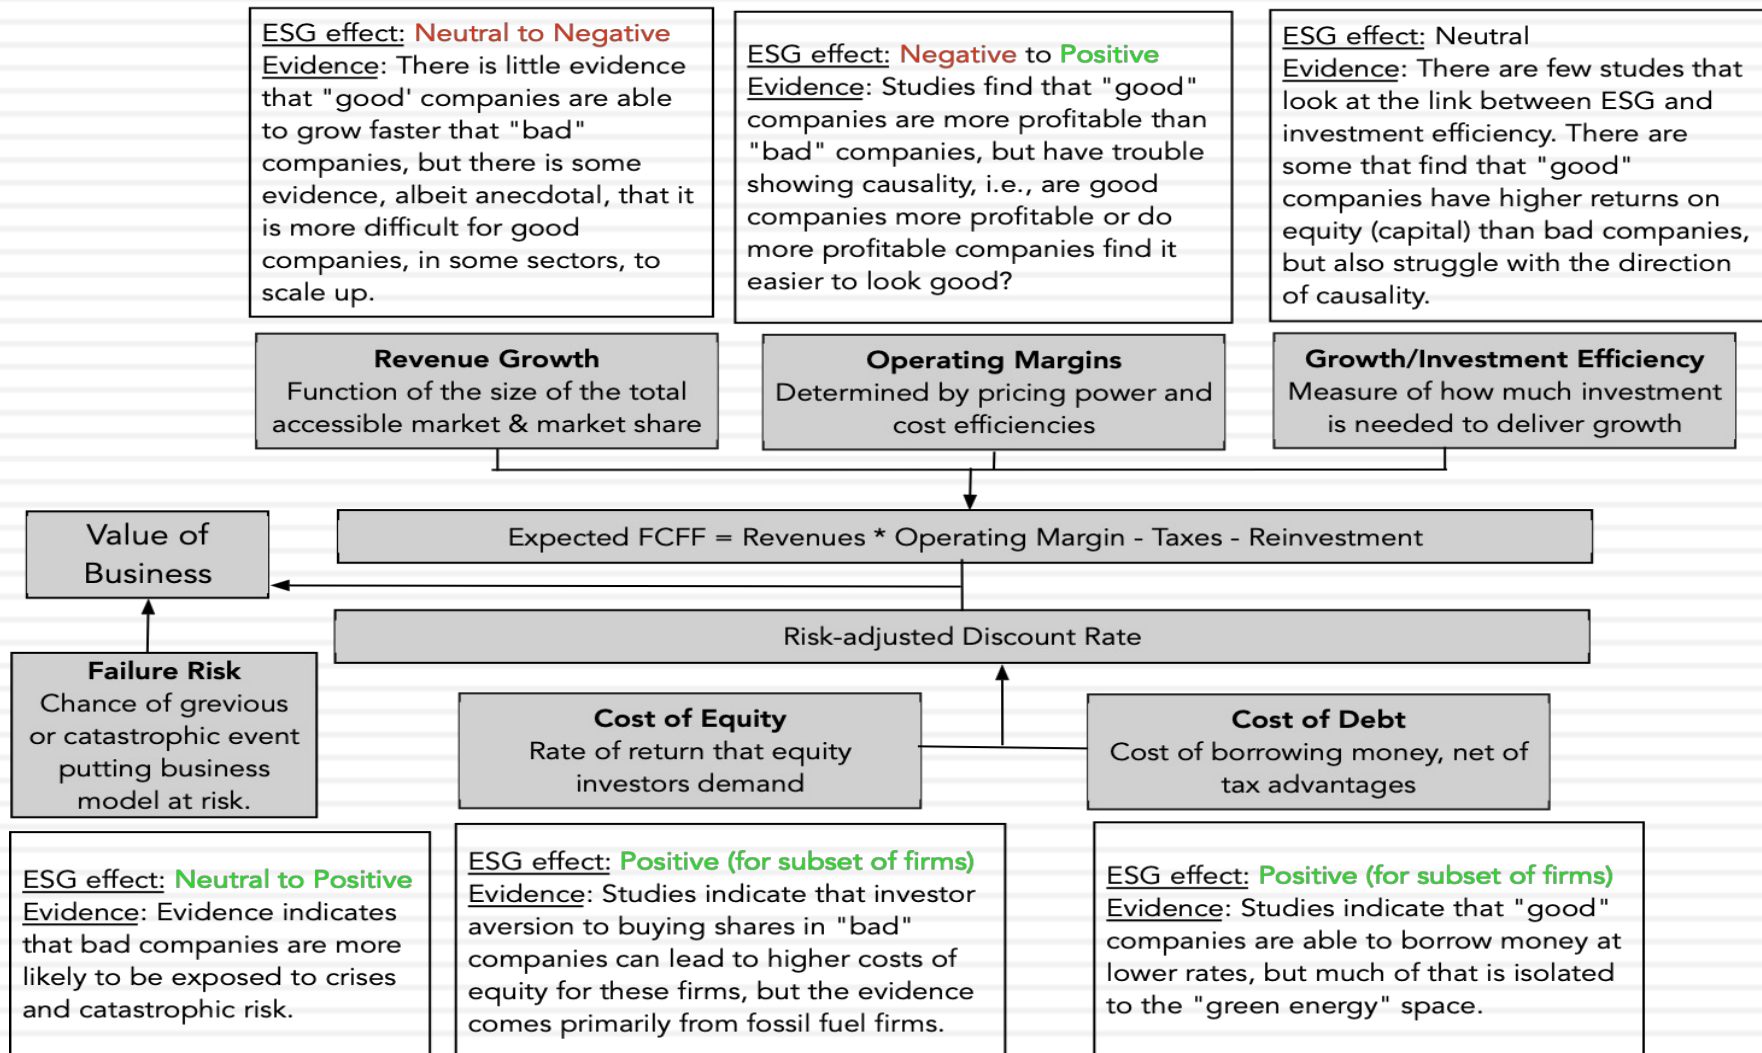 ESG effect: Neutral to Negative
Evidence: There is little evidence
that "good' companies are able
to grow faster that "bad"
companies, but there is some
evidence, albeit anecdotal, that it
is more difficult for good
companies, in some sectors, to
scale up.
ESG effect: Negative to Positive
Evidence: Studies find that "good"
companies are more profitable than
"bad" companies, but have trouble
showing causality, i.e., are good
companies more profitable or do
more profitable companies find it
easier to look good?
ESG effect: Neutral
Evidence: There are few studes that
look at the link between ESG and
investment efficiency. There are
some that find that "good"
companies have higher returns on
equity (capital) than bad companies,
but also struggle with the direction
of causality.
Revenue Growth
Function of the size of the total
accessible market & market share
Operating Margins
Determined by pricing power and
cost efficiencies
Growth/Investment Efficiency
Measure of how much investment
is needed to deliver growth
Value of
Business
Expected FCFF = Revenues * Operating Margin - Taxes - Reinvestment
Risk-adjusted Discount Rate
Failure Risk
Chance of grevious
or catastrophic event
putting business
model at risk.
Cost of Equity
Rate of return that equity
investors demand
Cost of Debt
Cost of borrowing money, net of
tax advantages
ESG effect: Neutral to Positive
Evidence: Evidence indicates
that bad companies are more
likely to be exposed to crises
and catastrophic risk.
ESG effect: Positive (for subset of firms)
Evidence: Studies indicate that investor
aversion to buying shares in "bad"
companies can lead to higher costs of
equity for these firms, but the evidence
comes primarily from fossil fuel firms.
ESG effect: Positive (for subset of firms)
Evidence: Studies indicate that "good"
companies are able to borrow money at
lower rates, but much of that is isolated
to the "green energy" space.